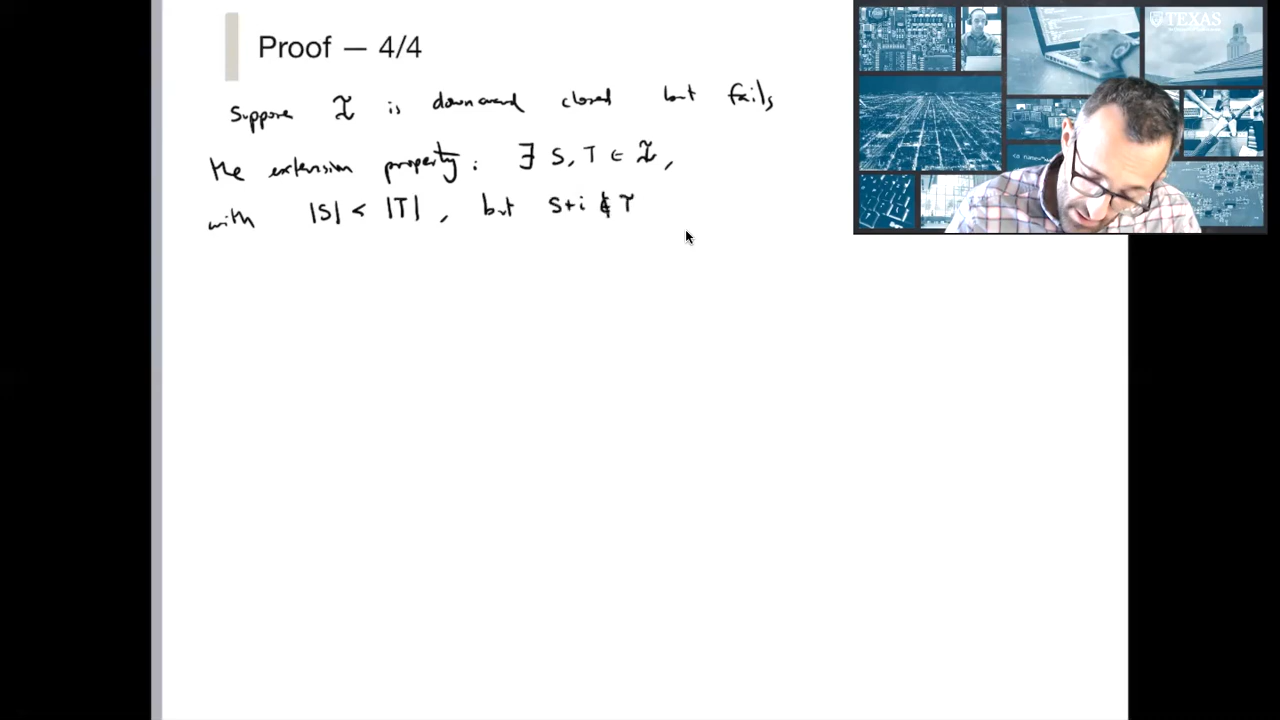 Proof — 4/4
TEXAS
Suppose I is downward closed but fails
the extension property: ∃ S, T ∈ I,
with |S| < |T|, but S+i ∉ I